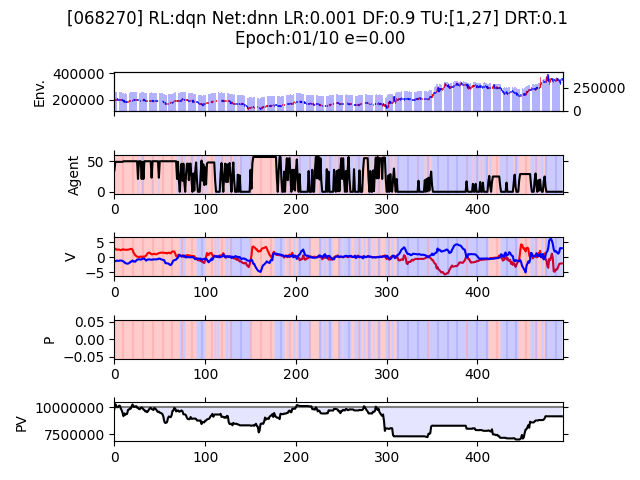 [068270] RL:dqn Net:dnn LR:0.001 DF:0.9 TU:[1,27] DRT:0.1
Epoch:01/10 e=0.00
Env.
400000
200000
250000
0
Agent
50
0
0 100 200 300 400
V
5
0
−5
0 100 200 300 400
P
0.05
0.00
−0.05
0 100 200 300 400
PV
10000000
7500000
0 100 200 300 400